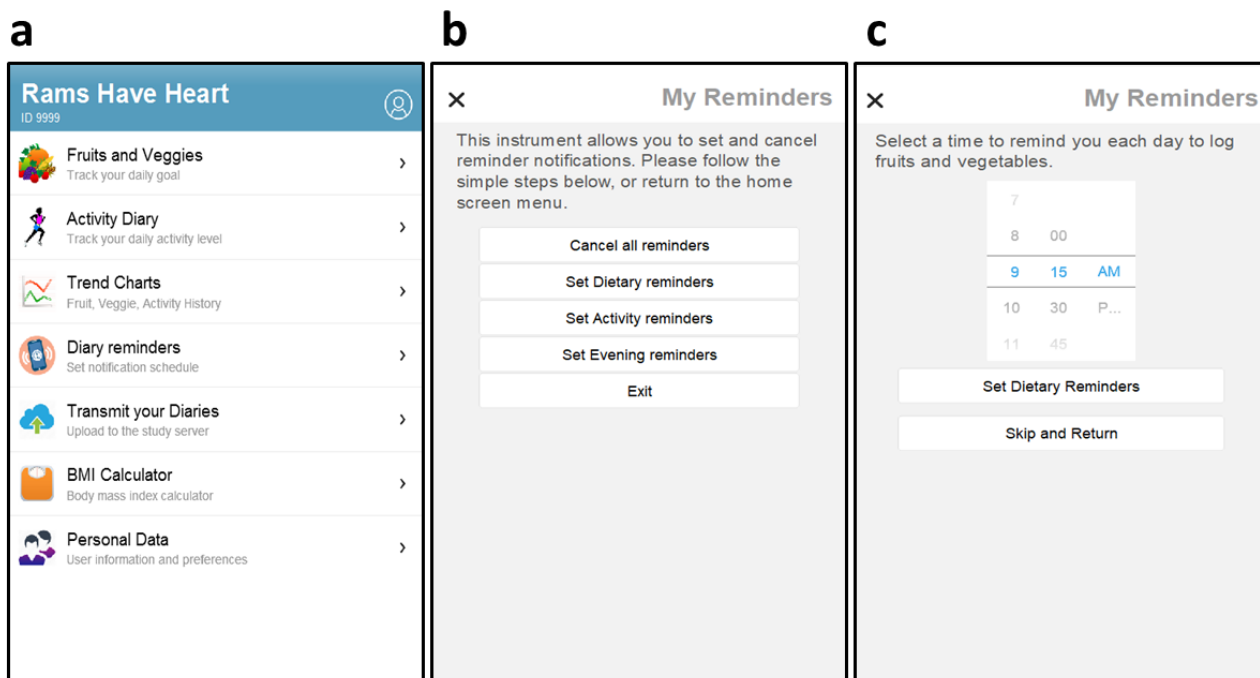 a
Rams Have Heart
ID 9999
Fruits and Veggies
Track your daily goal
Activity Diary
Track your daily activity level
Trend Charts
Fruit, Veggie, Activity History
Diary reminders
Set notification schedule
Transmit your Diaries
Upload to the study server
BMI Calculator
Body mass index calculator
Personal Data
User information and preferences
b
My Reminders
This instrument allows you to set and cancel
reminder notifications. Please follow the
simple steps below, or return to the home
screen menu.
Cancel all reminders
Set Dietary reminders
Set Activity reminders
Set Evening reminders
Exit
c
My Reminders
Select a time to remind you each day to log
fruits and vegetables.
7
8 00
9 15 AM
10 30 P...
11 45
Set Dietary Reminders
Skip and Return